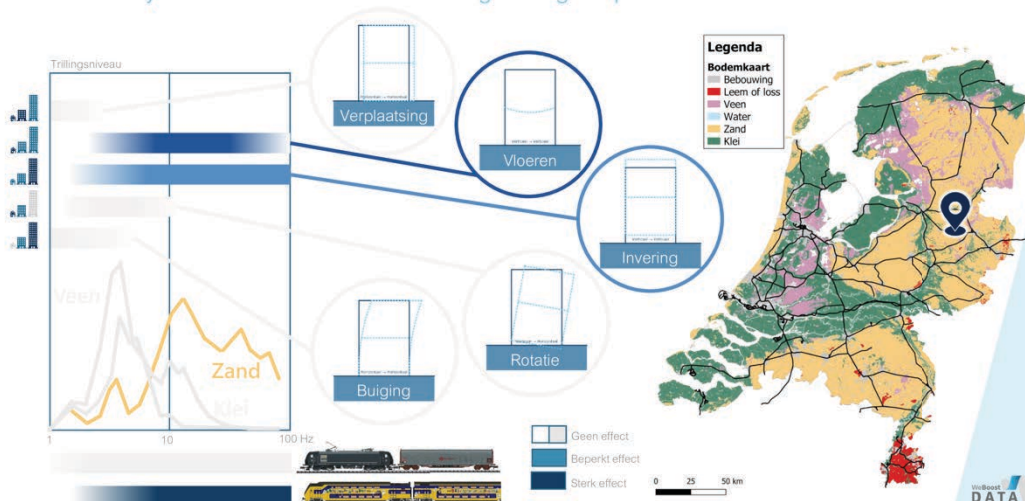 Trillingsniveau
Verplaatsing
Vloeren
Invering
Veen
Zand
Klei
Buiging
Rotatie
1
10
100 Hz
Geen effect
Beperkt effect
Sterk effect
Legenda
Bodemkaart
Bebouwing
Leem of loss
Veen
Water
Zand
Klei
0 25 50 km
WeBoost
DATA